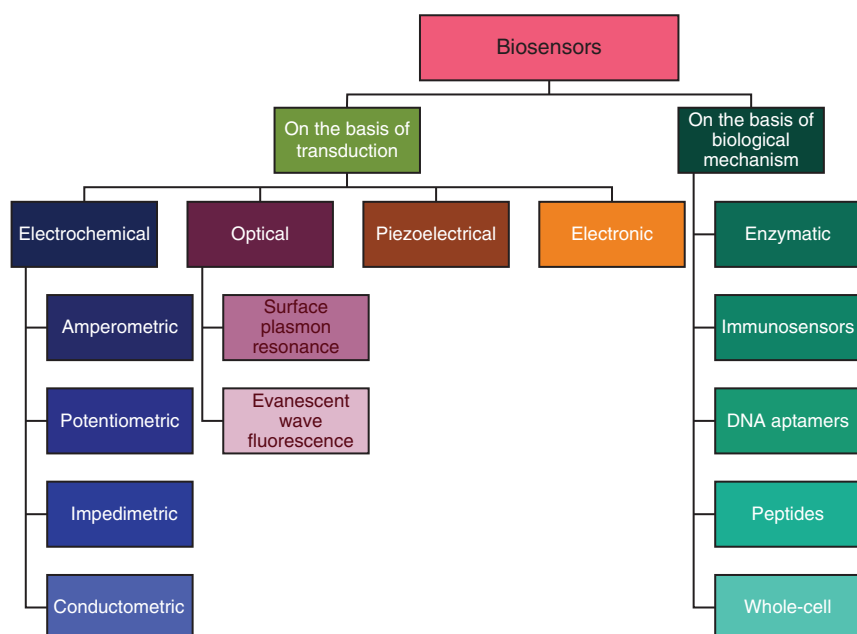 Biosensors
On the basis of
transduction
On the basis of
biological
mechanism
Electrochemical
Optical
Piezoelectrical
Electronic
Enzymatic
Amperometric
Surface
plasmon
resonance
Immunosensors
Potentiometric
Evanescent
wave
fluorescence
DNA aptamers
Impedimetric
Peptides
Conductometric
Whole-cell